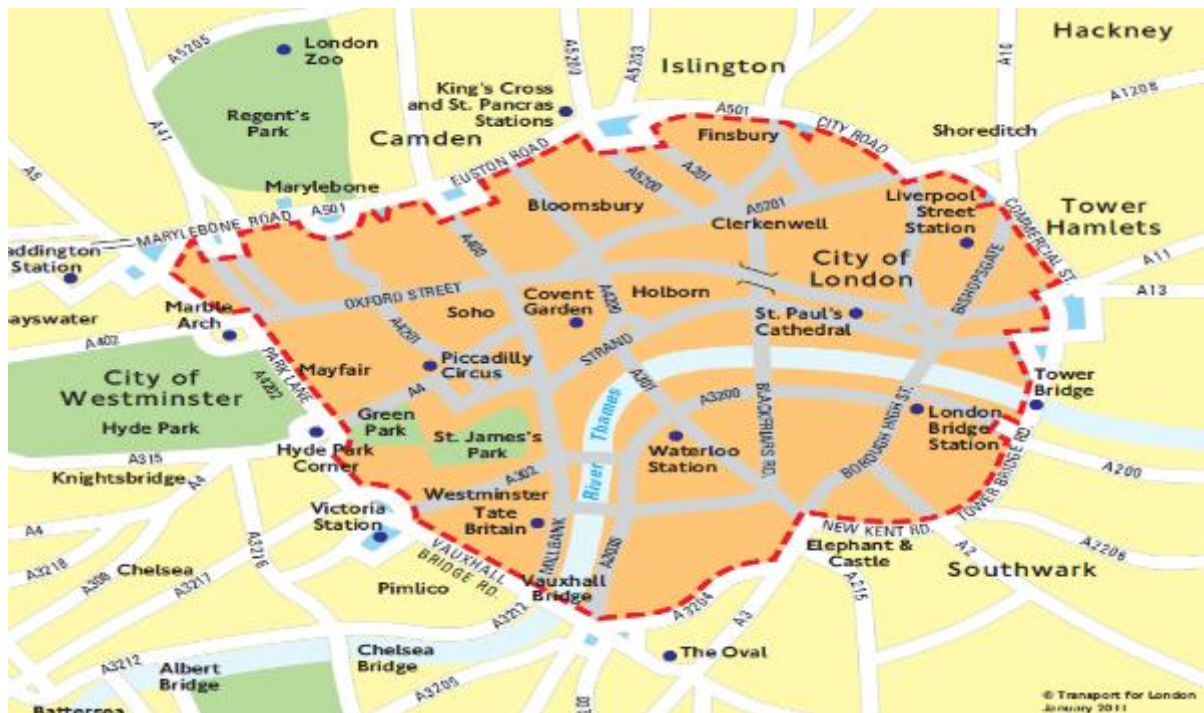 A5205
London
Zoo
A5200
A5203
Hackney
A10
Islington
King's Cross
and St. Pancras
Stations
A1208
A41
Regent's
Park
Camden
A501
Finsbury
CITY ROAD
Shoreditch
A5
EUSTON ROAD
Marylebone
A5200
A201
A501
MARYLEBONE ROAD
Bloomsbury
A5201
Clerkenwell
Liverpool
Street
Station
COMMERCIAL ST.
Tower
Hamlets
A11
A13
addington
Station
A400
City of
London
BISHOPSGATE
OXFORD STREET
Marble
Arch
Soho
Covent
Garden
A4200
Holborn
St. Paul's
Cathedral
ayswater
A402
A4201
PARK LANE
A4202
Mayfair
Piccadilly
Circus
STRAND
City of
Westminster
Hyde Park
A4
A301
A3200
BLACKFRIARS RD.
BOROUGH HIGH ST.
Tower
Bridge
Green
Park
St. James's
Park
River Thames
London
Bridge
Station
Hyde Park
Corner
A315
Knightsbridge
A4
Waterloo
Station
TOWER BRIDGE RD.
A200
A302
Westminster
Tate
Britain
Victoria
Station
MILLBANK
NEW KENT RD.
A4
A3216
VAUXHALL
BRIDGE RD.
A3036
Elephant &
Castle
A2
A2206
A3218
A308
Chelsea
A3217
Pimlico
Vauxhall
Bridge
A3204
A3
A215
Southwark
A3212
A3212
Albert
Bridge
Chelsea
Bridge
A3205
The Oval
Battersea
© Transport for London
January 2011